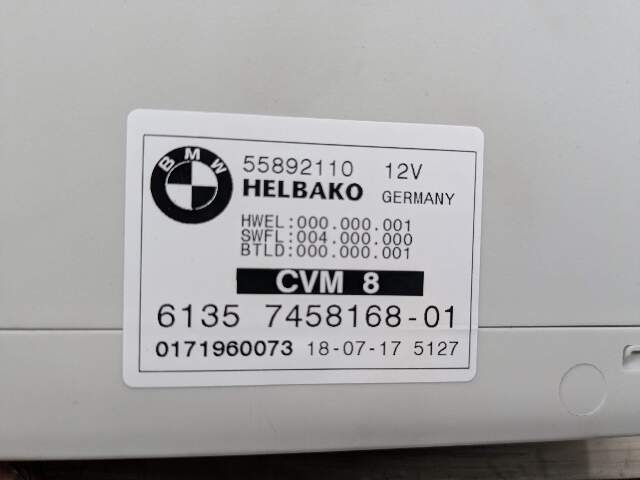 BMW
55892110 12V
HELBAKO GERMANY
HWEL:000.000.001
SWFL:004.000.000
BTLD:000.000.001
CVM 8
6135 7458168-01
0171960073 18-07-17 5127